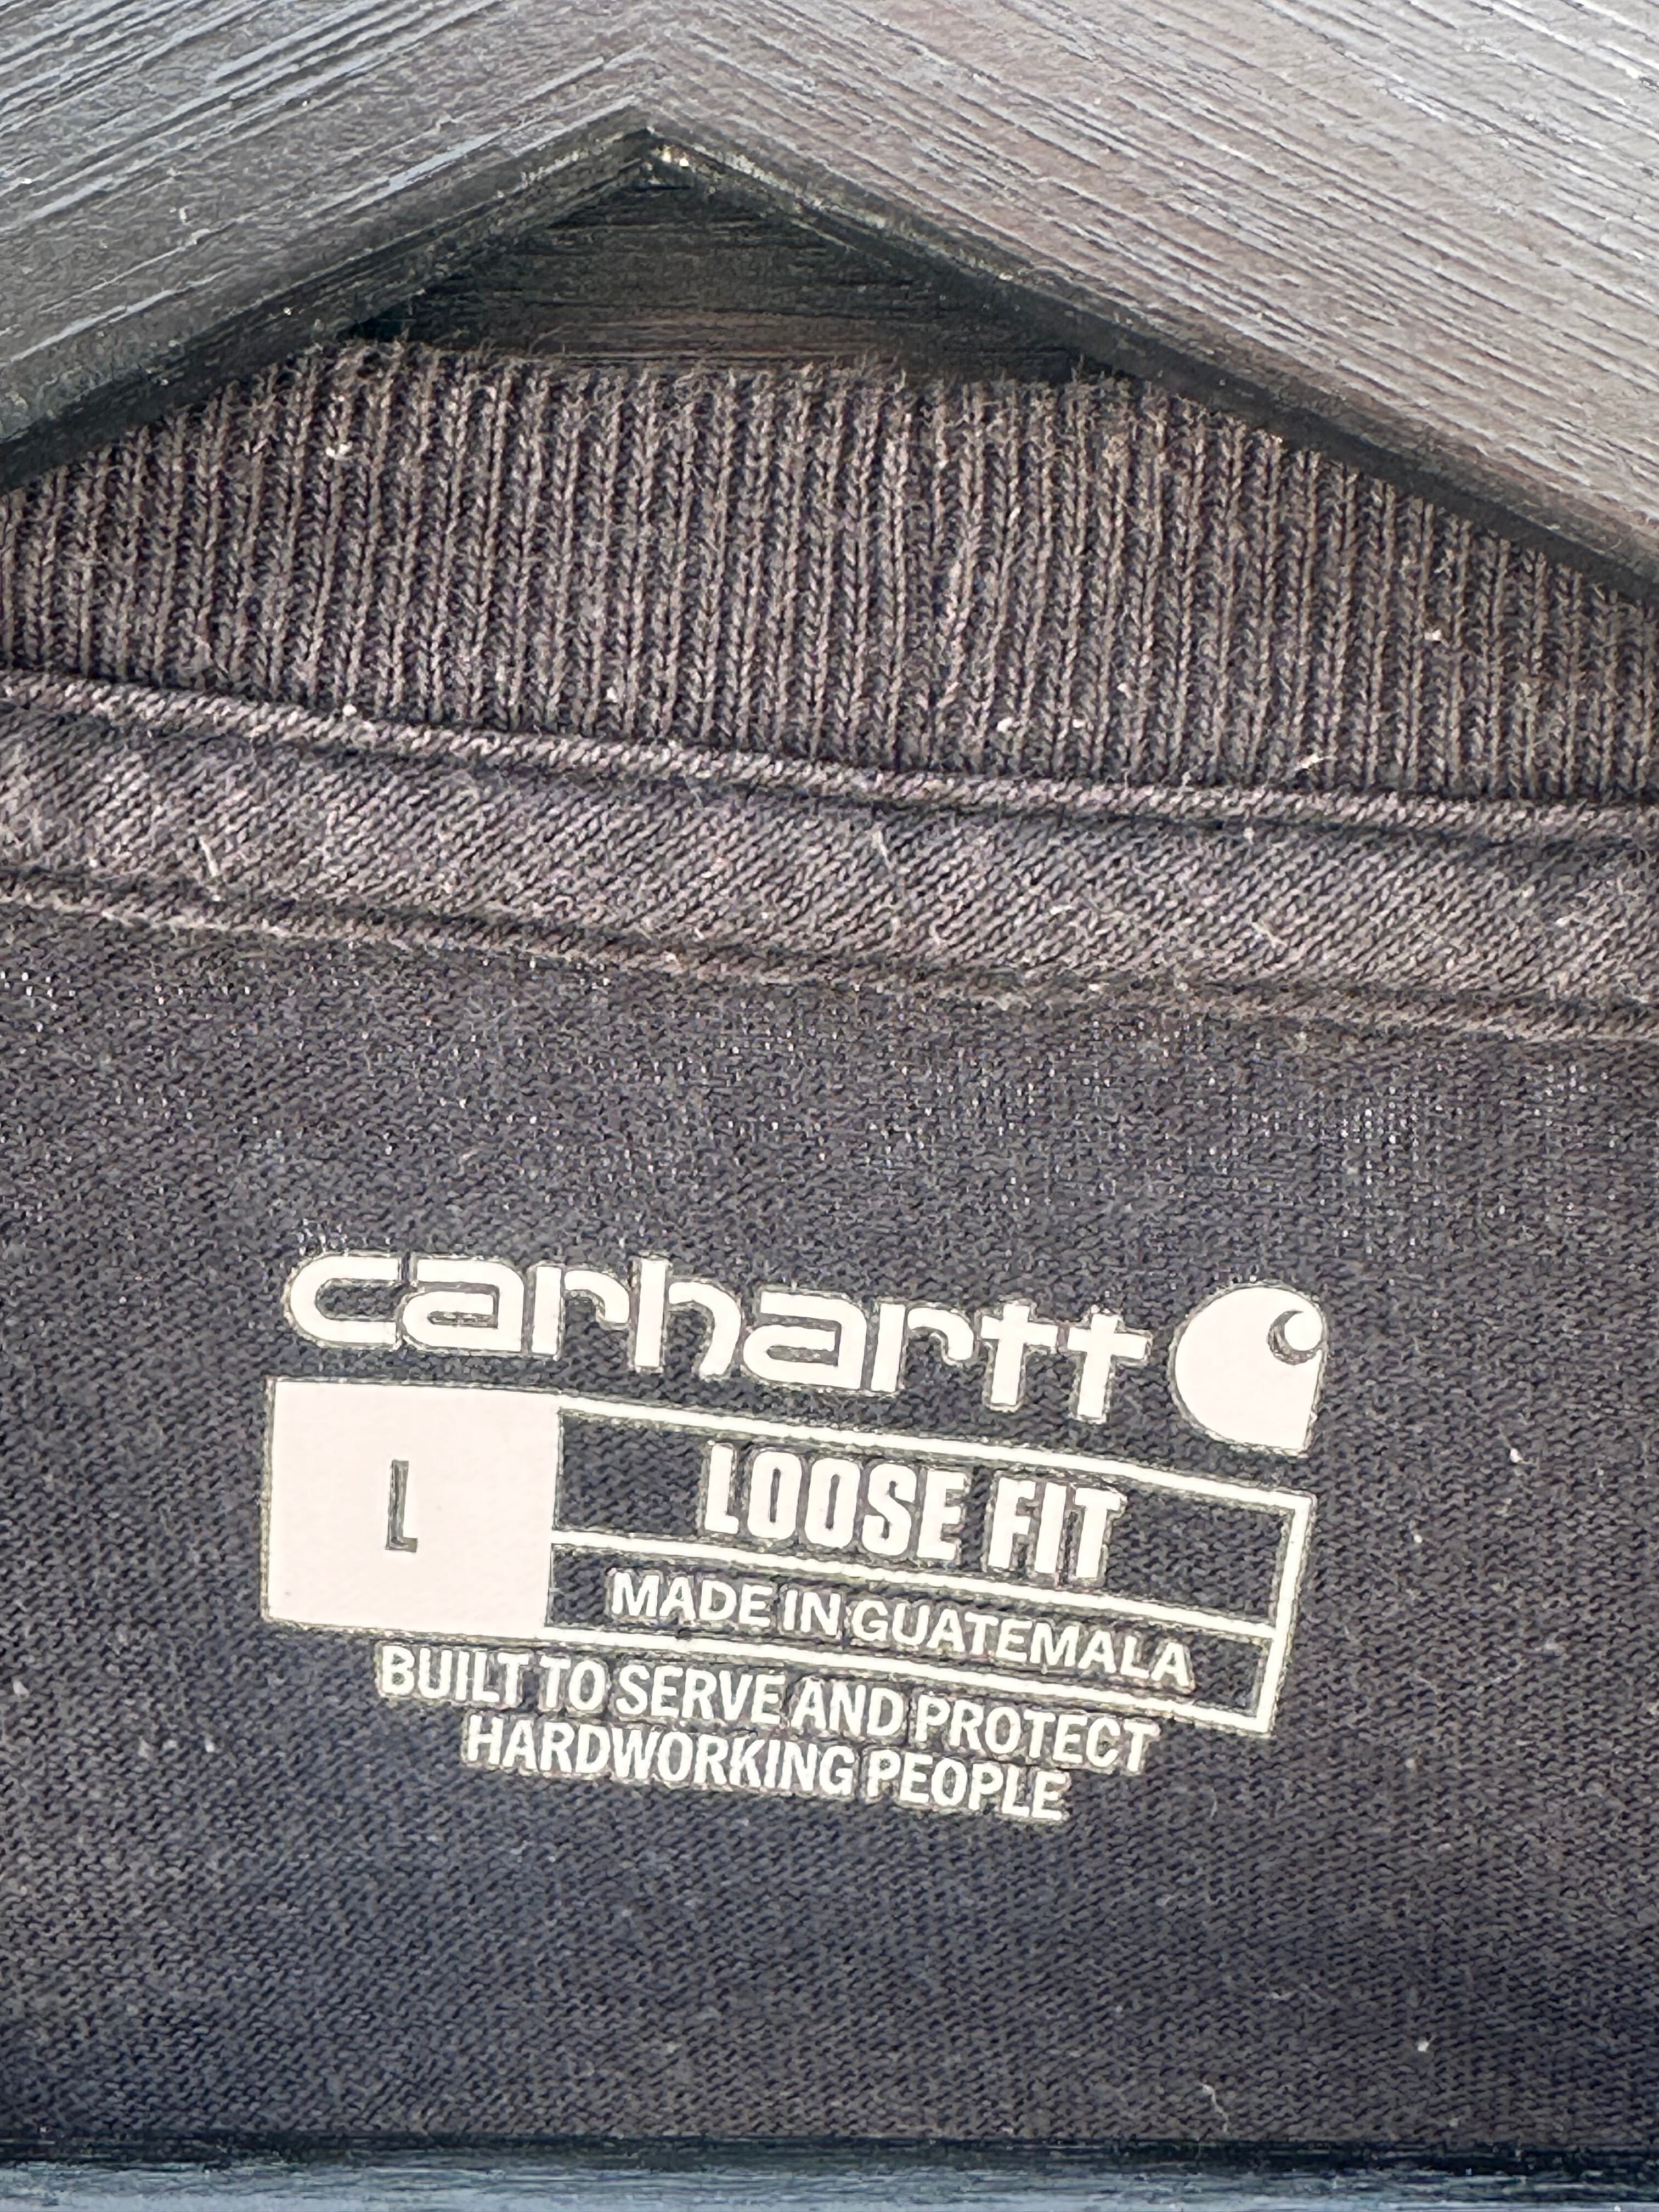 carhartt
L
LOOSE FIT
MADE IN GUATEMALA
BUILT TO SERVE AND PROTECT
HARDWORKING PEOPLE